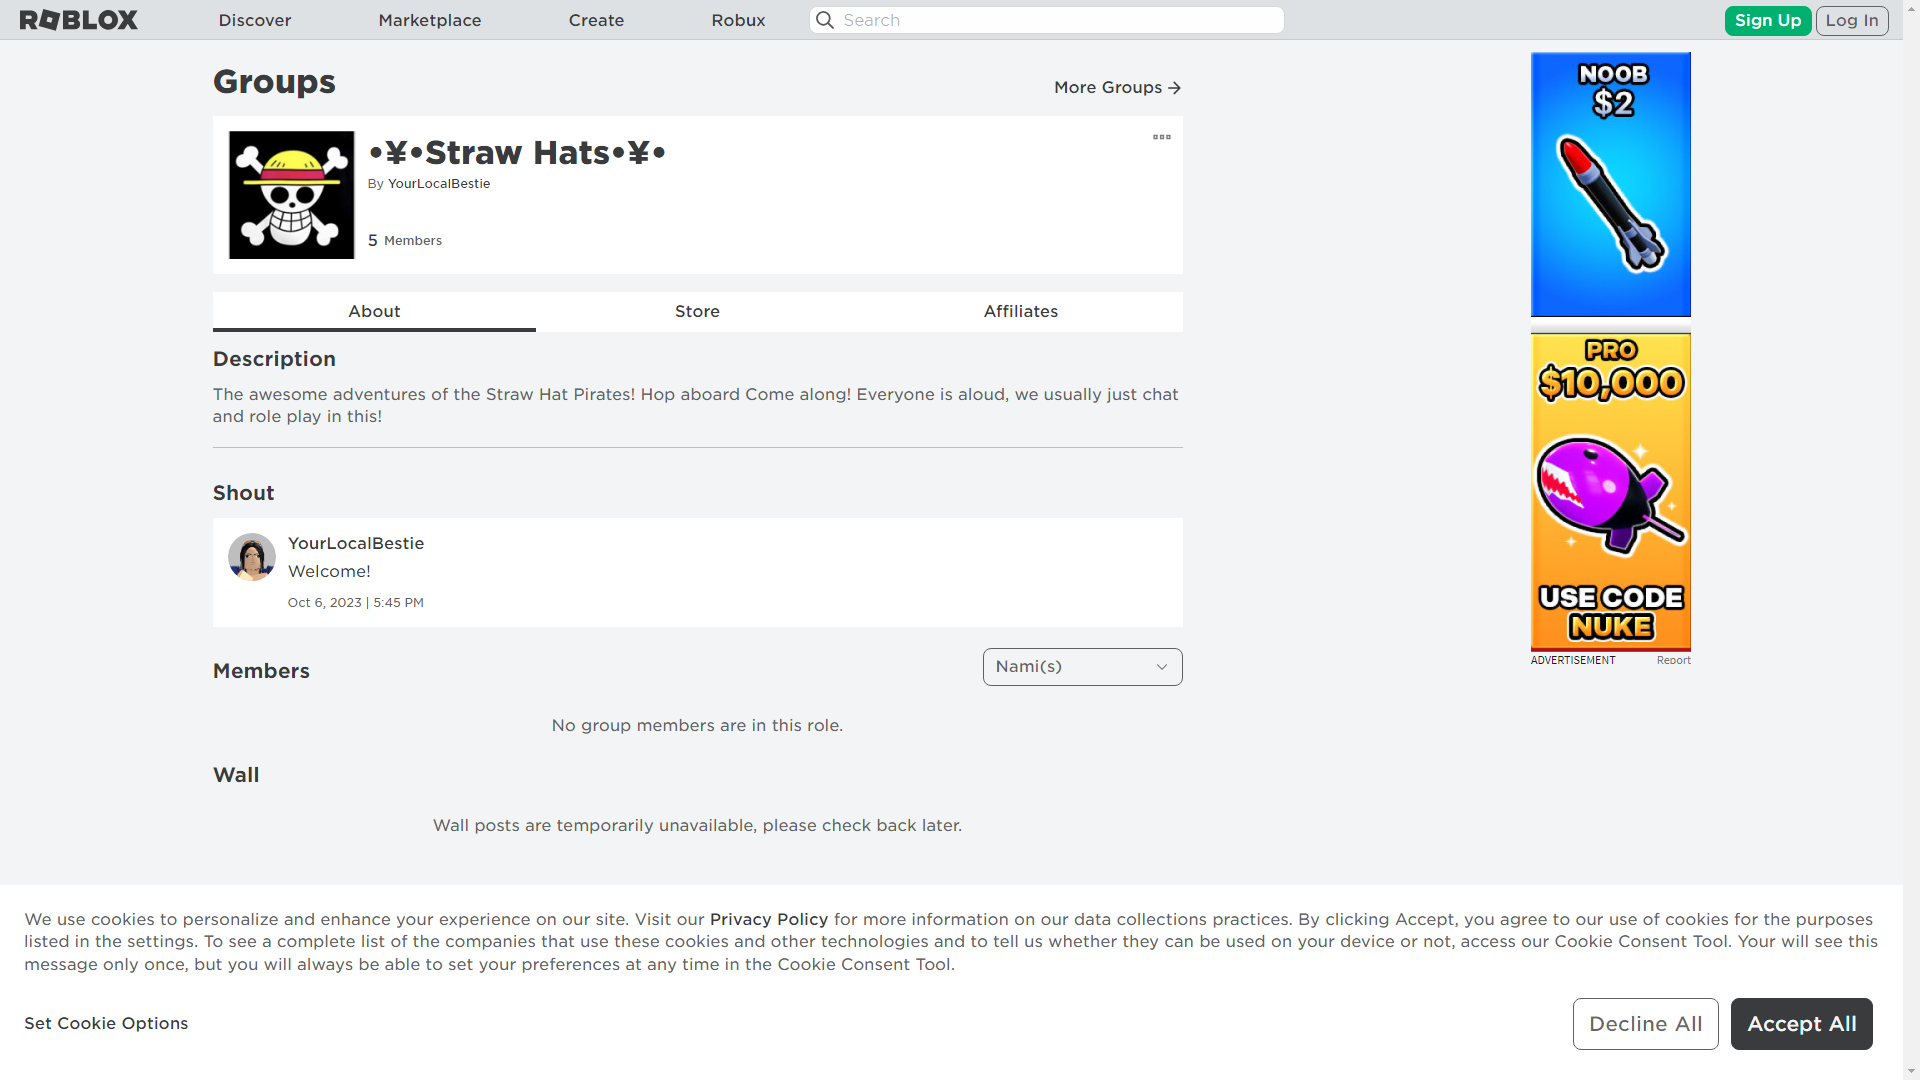 ROBLOX
Discover
Marketplace
Create
Robux
Search
Sign Up
Log In
Groups
More Groups
•¥•Straw Hats•¥•
By YourLocalBestie
5 Members
About
Store
Affiliates
Description
The awesome adventures of the Straw Hat Pirates! Hop aboard Come along! Everyone is aloud, we usually just chat
and role play in this!
Shout
YourLocalBestie
Welcome!
Oct 6, 2023 | 5:45 PM
Members
Nami(s)
No group members are in this role.
Wall
Wall posts are temporarily unavailable, please check back later.
NOOB
$2
PRO
$10,000
USE CODE
NUKE
ADVERTISEMENT
Report
We use cookies to personalize and enhance your experience on our site. Visit our Privacy Policy for more information on our data collections practices. By clicking Accept, you agree to our use of cookies for the purposes
listed in the settings. To see a complete list of the companies that use these cookies and other technologies and to tell us whether they can be used on your device or not, access our Cookie Consent Tool. Your will see this
message only once, but you will always be able to set your preferences at any time in the Cookie Consent Tool.
Set Cookie Options
Decline All
Accept All